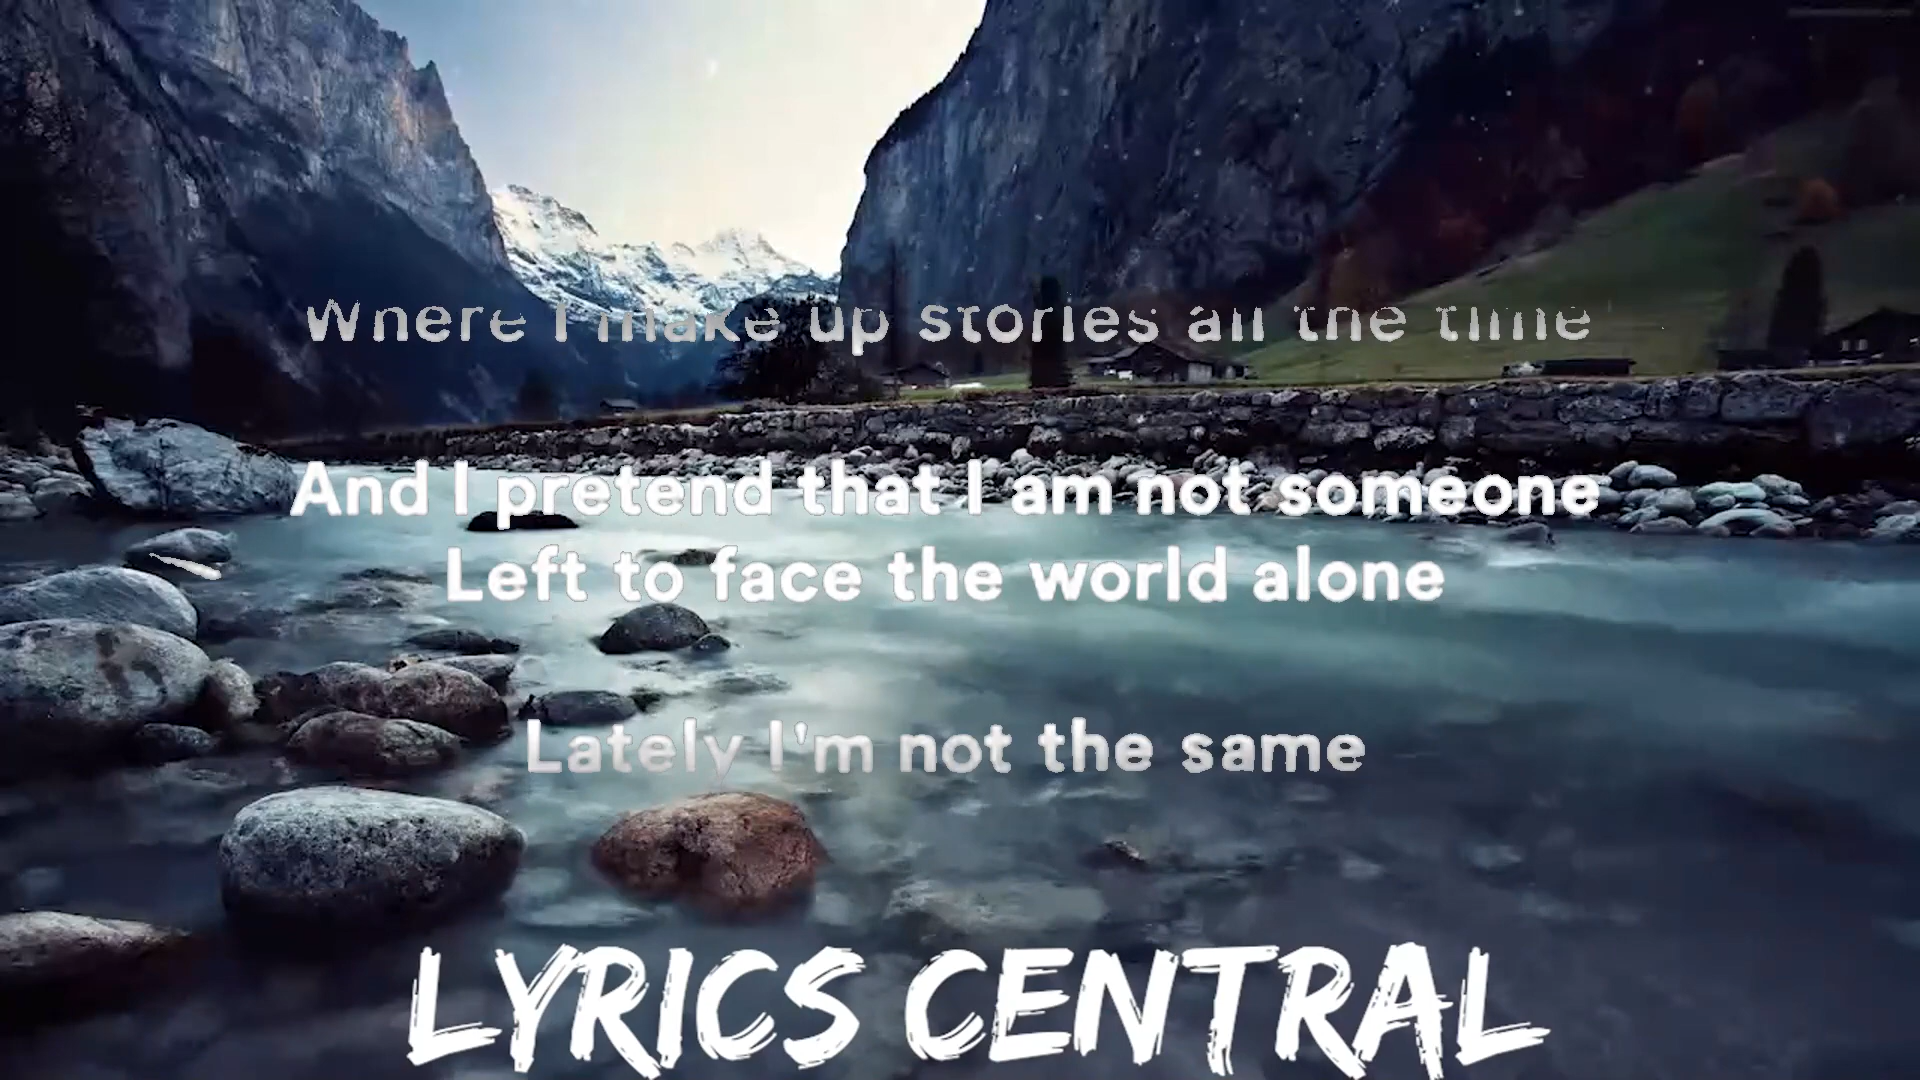 Where I make up stories all the time
And I pretend that I am not someone
Left to face the world alone
Lately I'm not the same
LYRICS CENTRAL